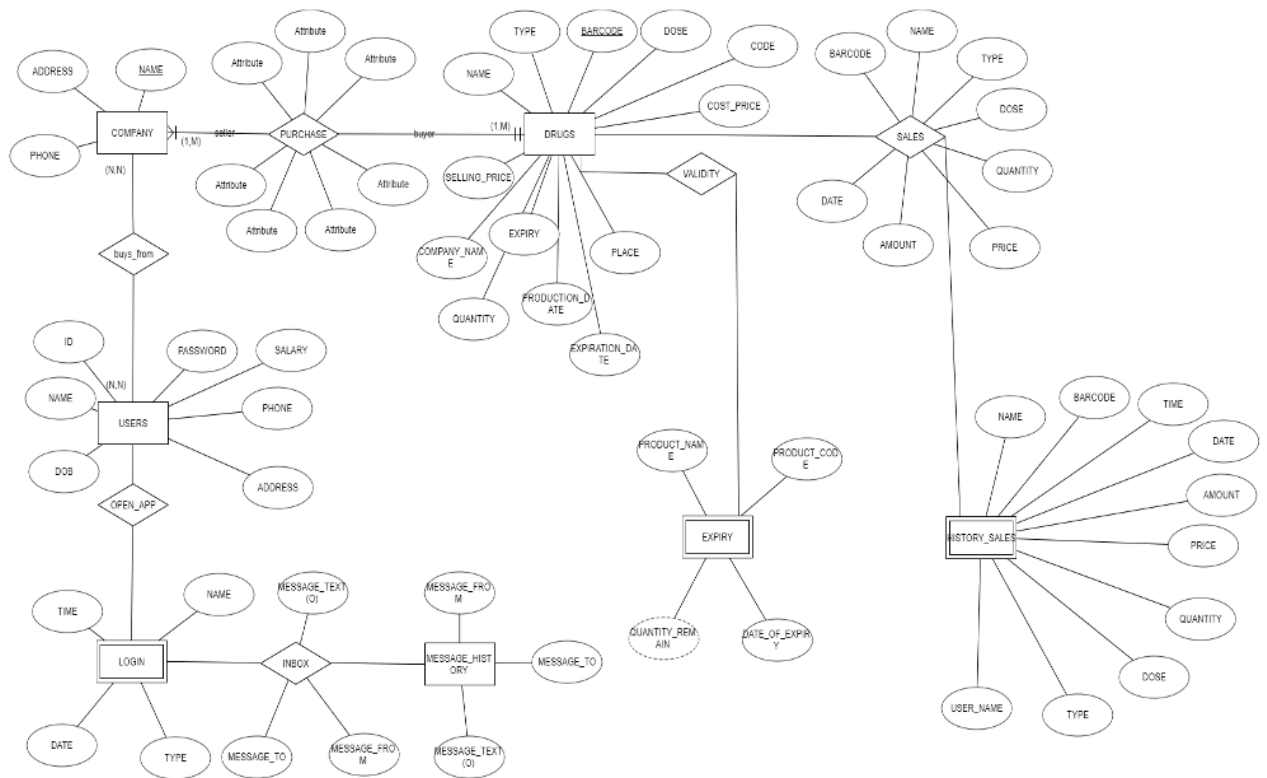 Attribute
NAME
TYPE
BARCODE
DOSE
CODE
BARCODE
TYPE
Attribute
Attribute
ADDRESS
NAME
Attribute
Attribute
NAME
COST_PRICE
DOSE
COMPANY
seller
(1,M)
PURCHASE
buyer
(1,M)
DRUGS
SALES
PHONE
(N,N)
Attribute
Attribute
SELLING_PRICE
VALIDITY
QUANTITY
DATE
Attribute
Attribute
EXPIRY
AMOUNT
PRICE
buys_from
COMPANY_NAM
E
PLACE
QUANTITY
PRODUCTION_D
ATE
ID
PASSWORD
SALARY
EXPIRATION_DA
TE
(N,N)
NAME
PHONE
USERS
NAME
BARCODE
TIME
DOB
ADDRESS
PRODUCT_NAM
E
PRODUCT_COD
E
DATE
OPEN_APP
AMOUNT
EXPIRY
HISTORY_SALES
PRICE
TIME
NAME
MESSAGE_TEXT
(O)
MESSAGE_FRO
M
QUANTITY
QUANTITY_REM
AIN
DATE_OF_EXPIR
Y
LOGIN
INBOX
MESSAGE_HIST
ORY
MESSAGE_TO
DOSE
USER_NAME
TYPE
DATE
TYPE
MESSAGE_TO
MESSAGE_FRO
M
MESSAGE_TEXT(
O)